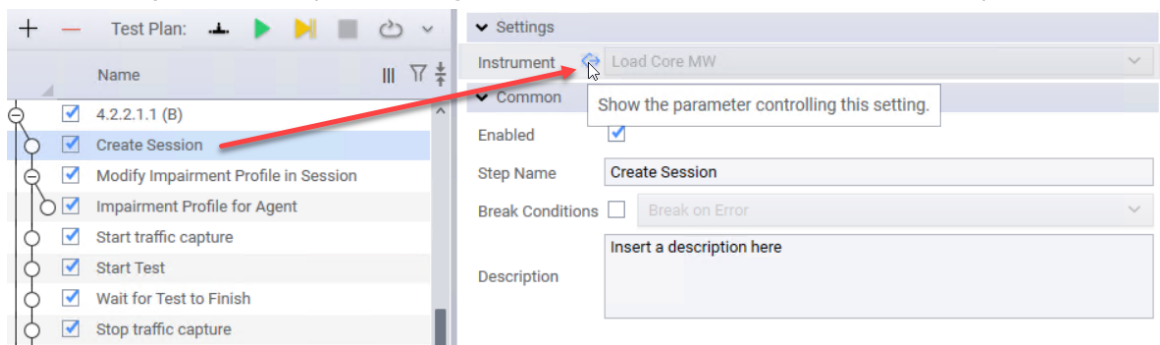 Test Plan:
Name
4.2.2.1.1 (B)
Create Session
Modify Impairment Profile in Session
Impairment Profile for Agent
Start traffic capture
Start Test
Wait for Test to Finish
Stop traffic capture
Settings
Instrument Load Core MW
Common
Show the parameter controlling this setting.
Enabled
Step Name Create Session
Break Conditions Break on Error
Description Insert a description here